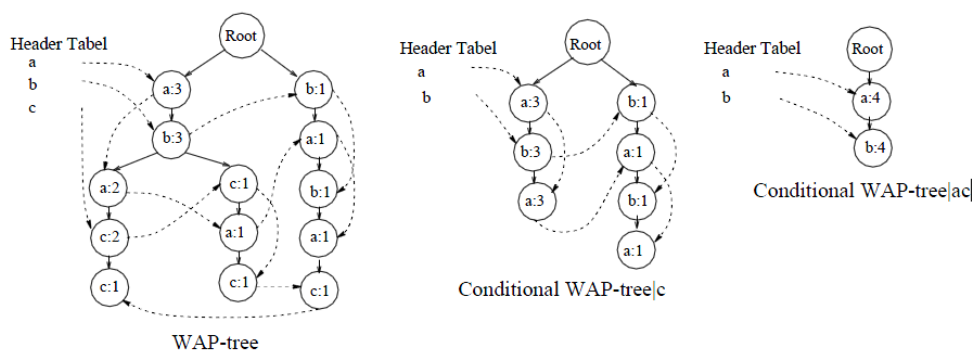 Header Tabel
a
b
c
Root
a:3
b:1
b:3
a:1
a:2
c:1
b:1
c:2
a:1
a:1
c:1
c:1
c:1
WAP-tree
Header Tabel
a
b
Root
a:3
b:1
b:3
a:1
a:3
b:1
a:1
Conditional WAP-tree|c
Header Tabel
a
b
Root
a:4
b:4
Conditional WAP-tree|ac